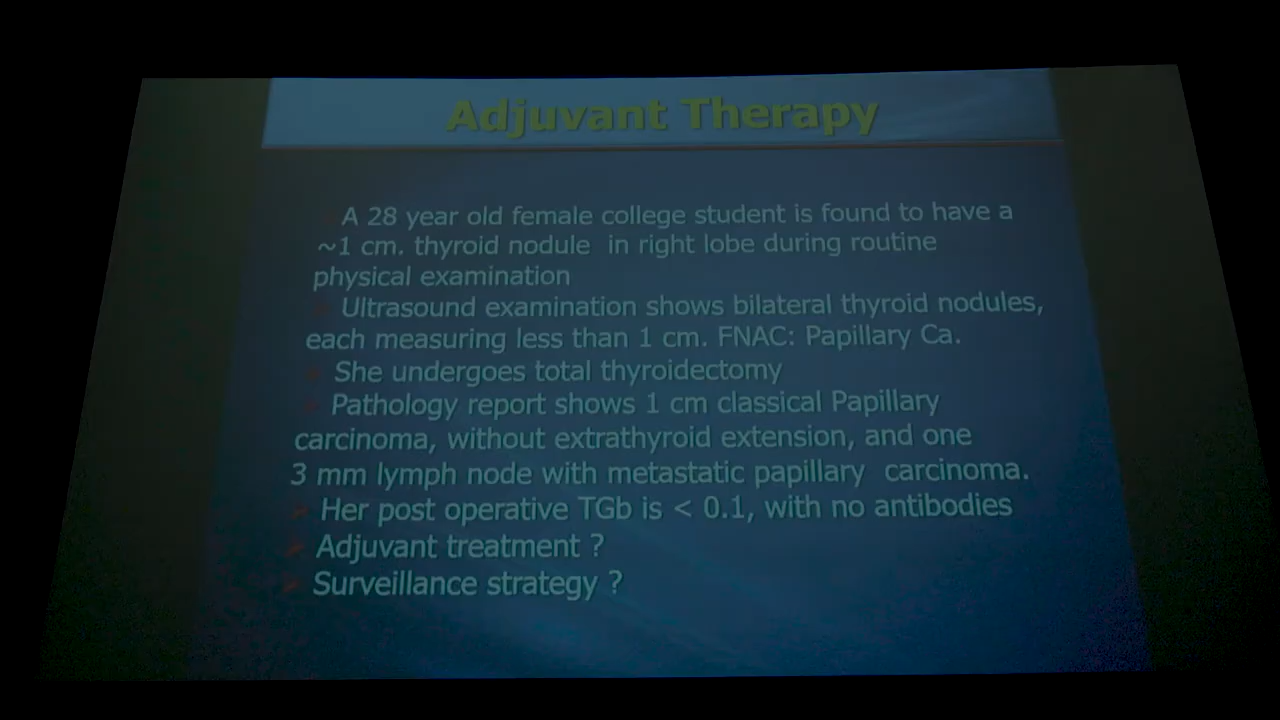 Adjuvant Therapy
A 28 year old female college student is found to have a
~1 cm. thyroid nodule in right lobe during routine
physical examination
Ultrasound examination shows bilateral thyroid nodules,
each measuring less than 1 cm. FNAC: Papillary Ca.
She undergoes total thyroidectomy
Pathology report shows 1 cm classical Papillary
carcinoma, without extrathyroid extension, and one
3 mm lymph node with metastatic papillary carcinoma.
Her post operative TGb is < 0.1, with no antibodies
Adjuvant treatment ?
Surveillance strategy ?